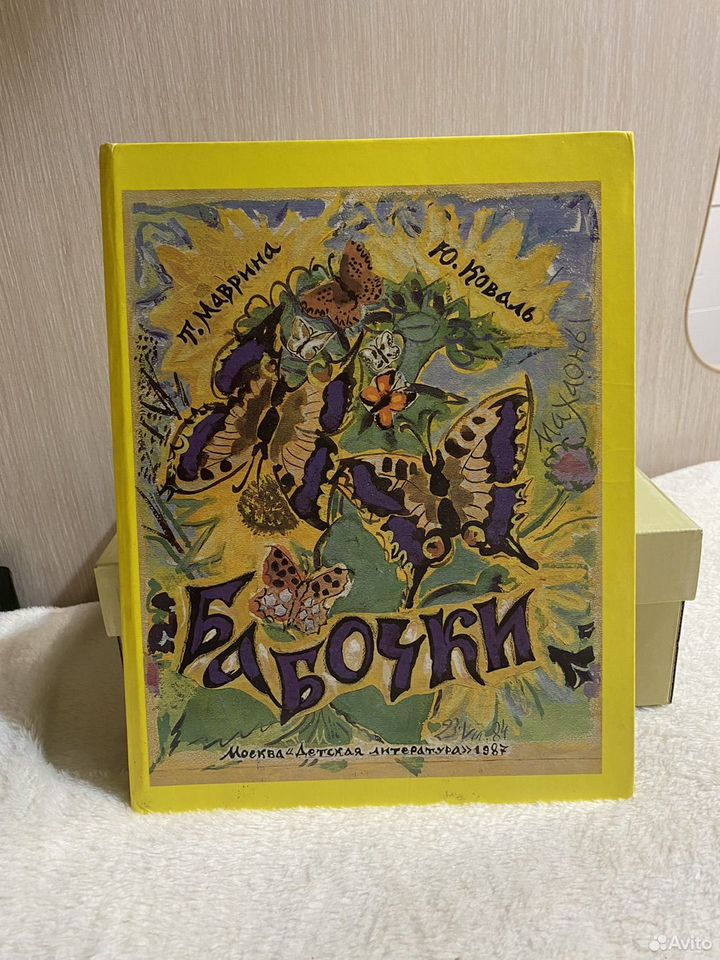 Т. Маврина
Ю. Коваль
Махаоны
БАБОЧКИ
23·VIII·84
Москва «Детская литература» 1987
Avito